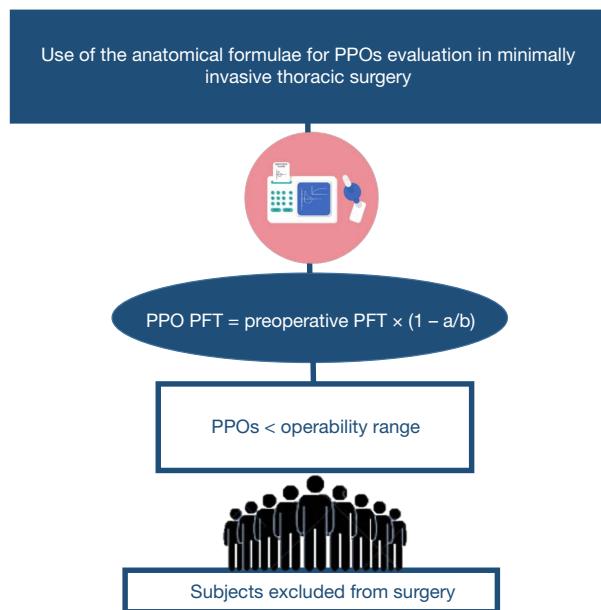 Use of the anatomical formulae for PPOs evaluation in minimally
invasive thoracic surgery
PPO PFT = preoperative PFT × (1 – a/b)
PPOs < operability range
Subjects excluded from surgery